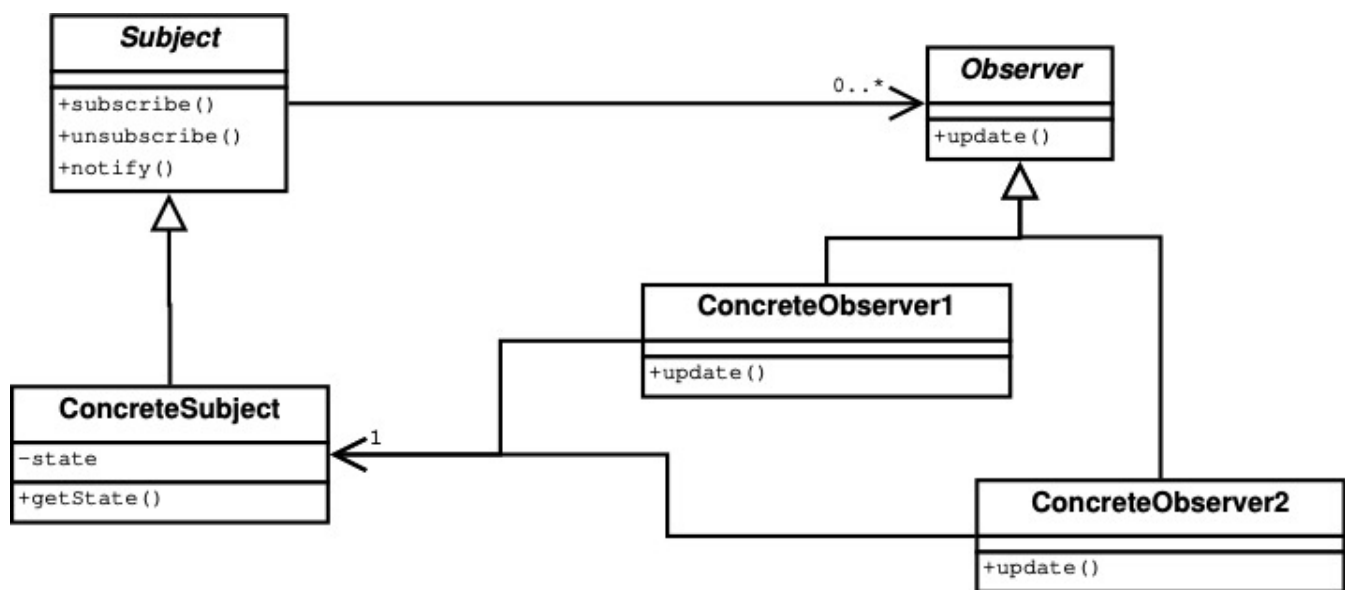 Subject
+subscribe()
+unsubscribe()
+notify()
0..*
Observer
+update()
ConcreteObserver1
+update()
ConcreteSubject
-state
+getState()
1
ConcreteObserver2
+update()